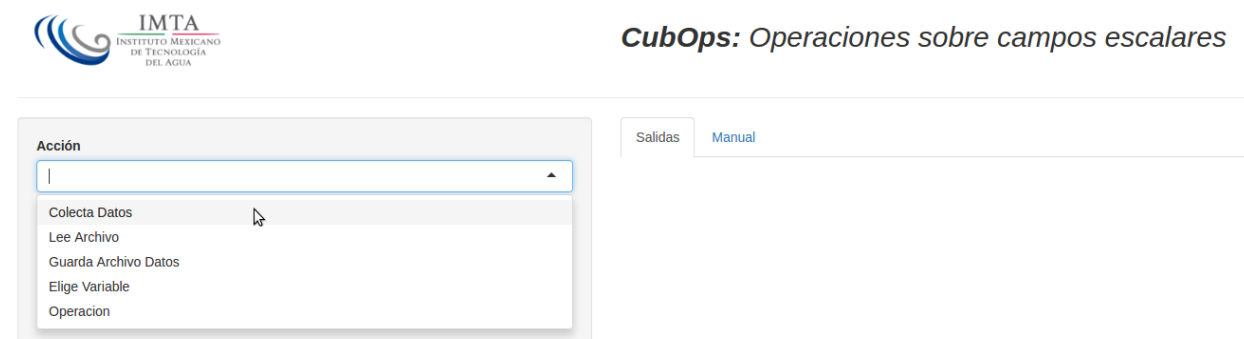 IMTA
INSTITUTO MEXICANO
DE TECNOLOGÍA
DEL AGUA
CubOps: Operaciones sobre campos escalares
Acción
Colecta Datos
Lee Archivo
Guarda Archivo Datos
Elige Variable
Operacion
Salidas
Manual